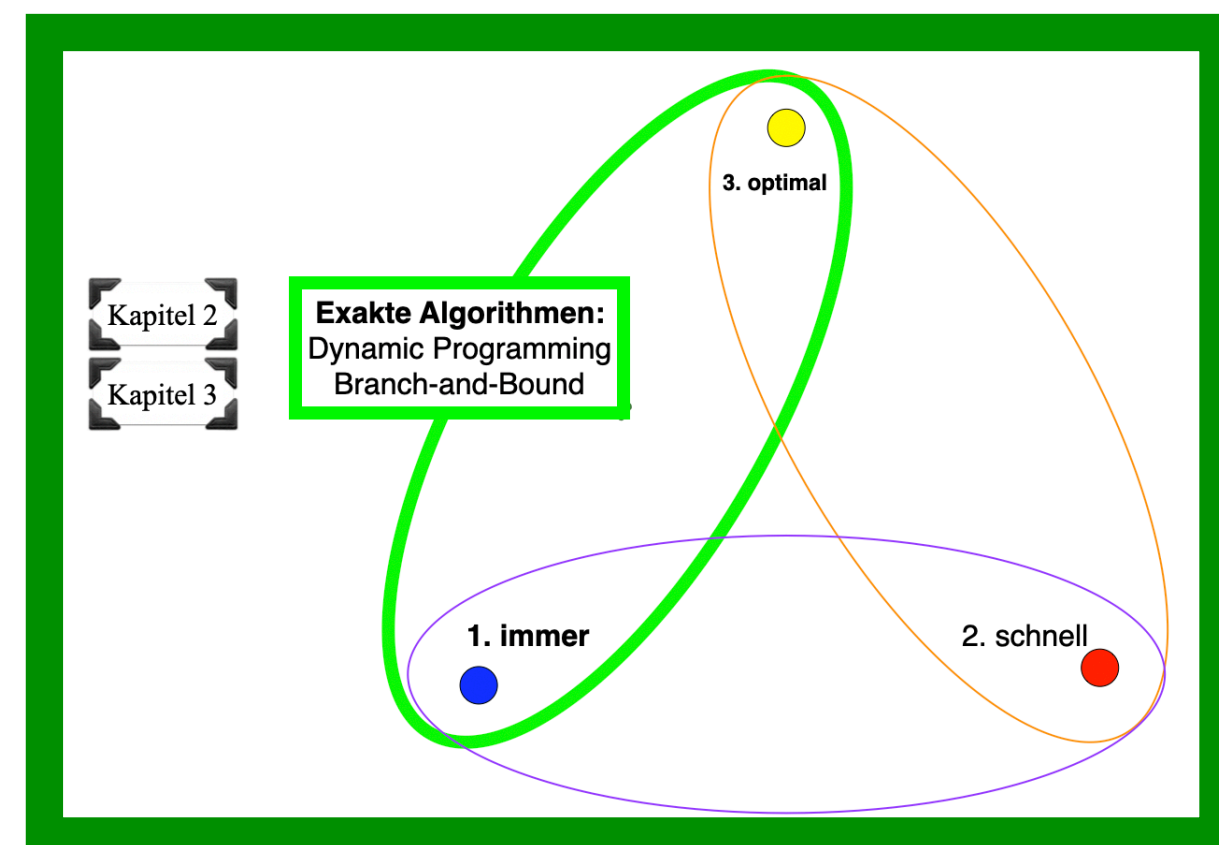 3. optimal
Kapitel 2
Kapitel 3
Exakte Algorithmen:
Dynamic Programming
Branch-and-Bound
1. immer
2. schnell